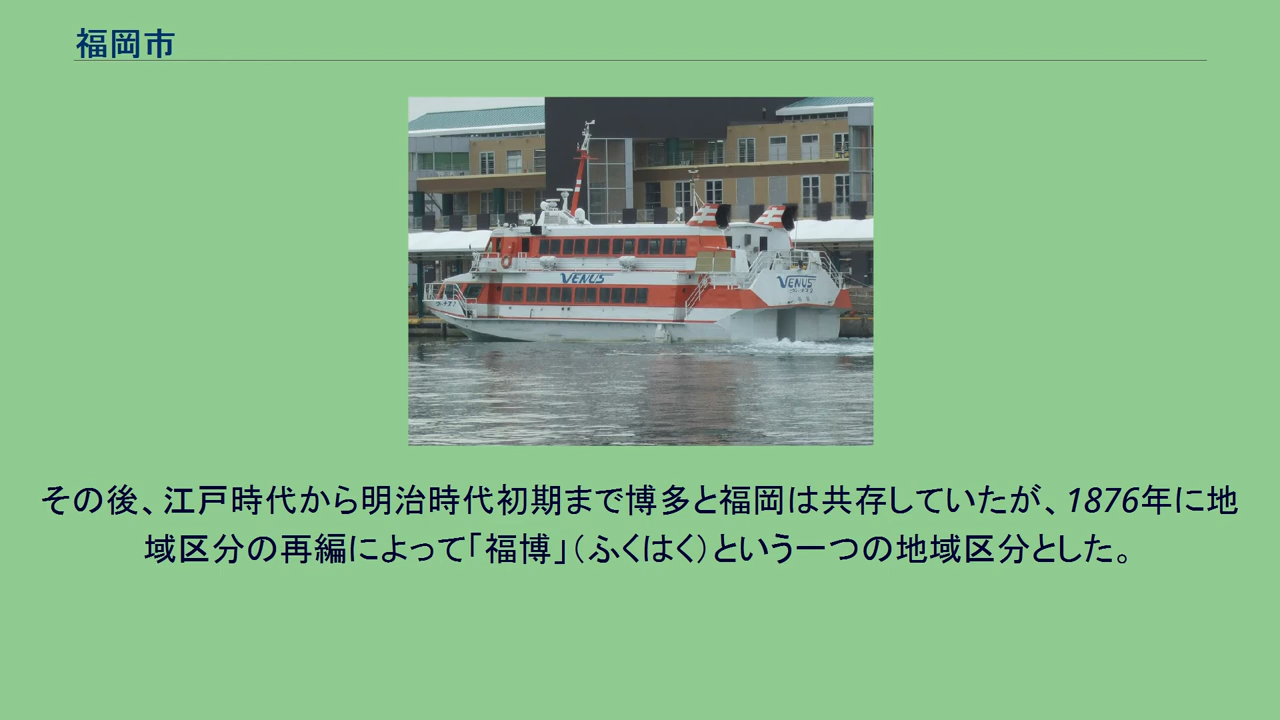 福岡市
VENUS
VENUS
その後、江戸時代から明治時代初期まで博多と福岡は共存していたが、1876年に地
域区分の再編によって「福博」（ふくはく）という一つの地域区分とした。